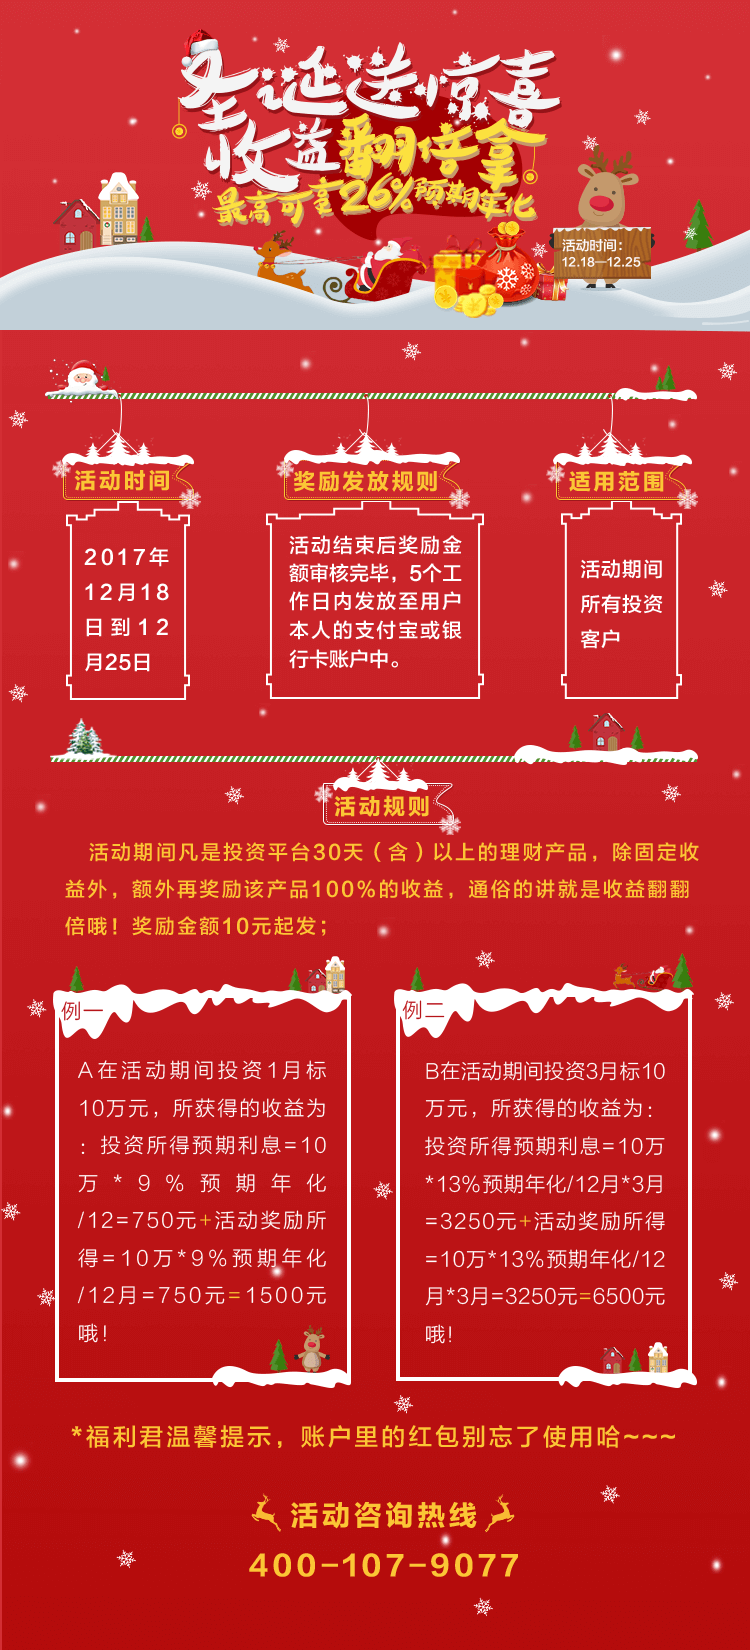 圣诞送惊喜
收益翻倍拿
最高可享26%预期年化
活动时间：
12.18—12.25
活动时间
2017年
12月18
日到12
月25日
奖励发放规则
活动结束后奖励金
额审核完毕，5个工
作日内发放至用户
本人的支付宝或银
行卡账户中。
适用范围
活动期间
所有投资
客户
活动规则
活动期间凡是投资平台30天（含）以上的理财产品，除固定收
益外，额外再奖励该产品100%的收益，通俗的讲就是收益翻翻
倍哦！奖励金额10元起发；
例一
A在活动期间投资1月标
10万元，所获得的收益为
：投资所得预期利息=10
万*9%预期年化
/12=750元+活动奖励所
得=10万*9%预期年化
/12月=750元=1500元
哦！
例二
B在活动期间投资3月标10
万元，所获得的收益为：
投资所得预期利息=10万
*13%预期年化/12月*3月
=3250元+活动奖励所得
=10万*13%预期年化/12
月*3月=3250元=6500元
哦！
*福利君温馨提示，账户里的红包别忘了使用哈~~~
活动咨询热线
400-107-9077